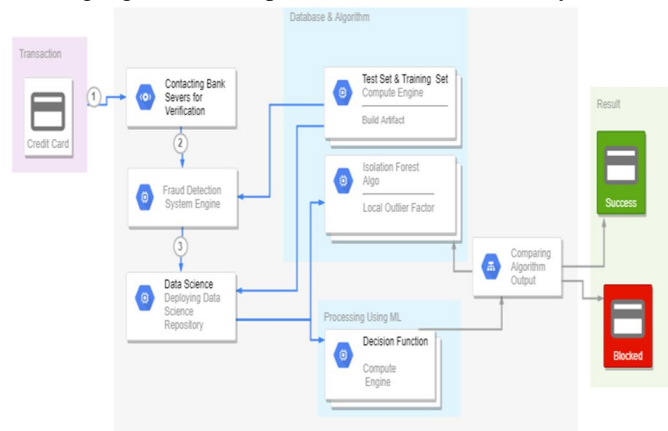 Database & Algorithm
Transaction
Credit Card
1
Contacting Bank
Severs for
Verification
2
Fraud Detection
System Engine
3
Data Science
Deploying Data
Science
Repository
Test Set & Training Set
Compute Engine
Build Artifact
Isolation Forest
Algo
Local Outlier Factor
Processing Using ML
Decision Function
Compute
Engine
Comparing
Algorithm
Output
Result
Success
Blocked